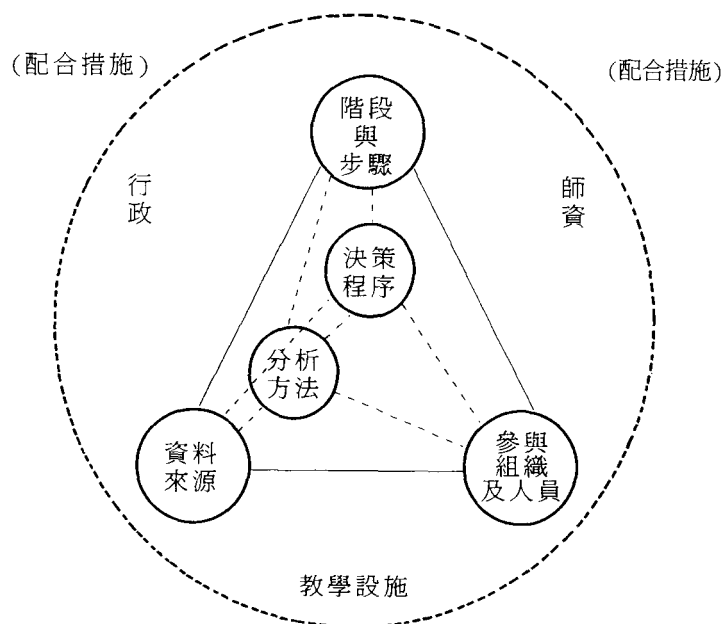 (配合措施)
(配合措施)
階段
與
步驟
行
政
師
資
決策
程序
分析
方法
資料
來源
參與
組織
及人員
教學設施